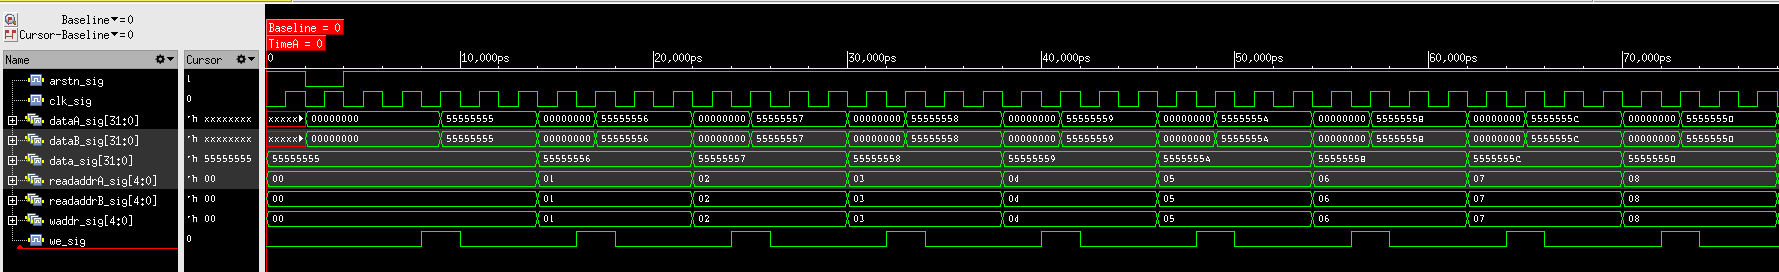 Baseline▼=0
Cursor-Baseline▼=0
Baseline = 0
TimeA = 0
Name Cursor 0 10,000ps 20,000ps 30,000ps 40,000ps 50,000ps 60,000ps 70,000ps
arstn_sig 1
clk_sig 0
dataA_sig[31:0] 'h xxxxxxxx xxxxx 00000000 55555555 00000000 55555556 00000000 55555557 00000000 55555558 00000000 55555559 00000000 5555555A 00000000 5555555B 00000000 5555555C 00000000 5555555D
dataB_sig[31:0] 'h xxxxxxxx xxxxx 00000000 55555555 00000000 55555556 00000000 55555557 00000000 55555558 00000000 55555559 00000000 5555555A 00000000 5555555B 00000000 5555555C 00000000 5555555D
data_sig[31:0] 'h 55555555 55555555 55555556 55555557 55555558 55555559 5555555A 5555555B 5555555C 5555555D
readaddrA_sig[4:0] 'h 00 00 01 02 03 04 05 06 07 08
readaddrB_sig[4:0] 'h 00 00 01 02 03 04 05 06 07 08
waddr_sig[4:0] 'h 00 00 01 02 03 04 05 06 07 08
we_sig 0